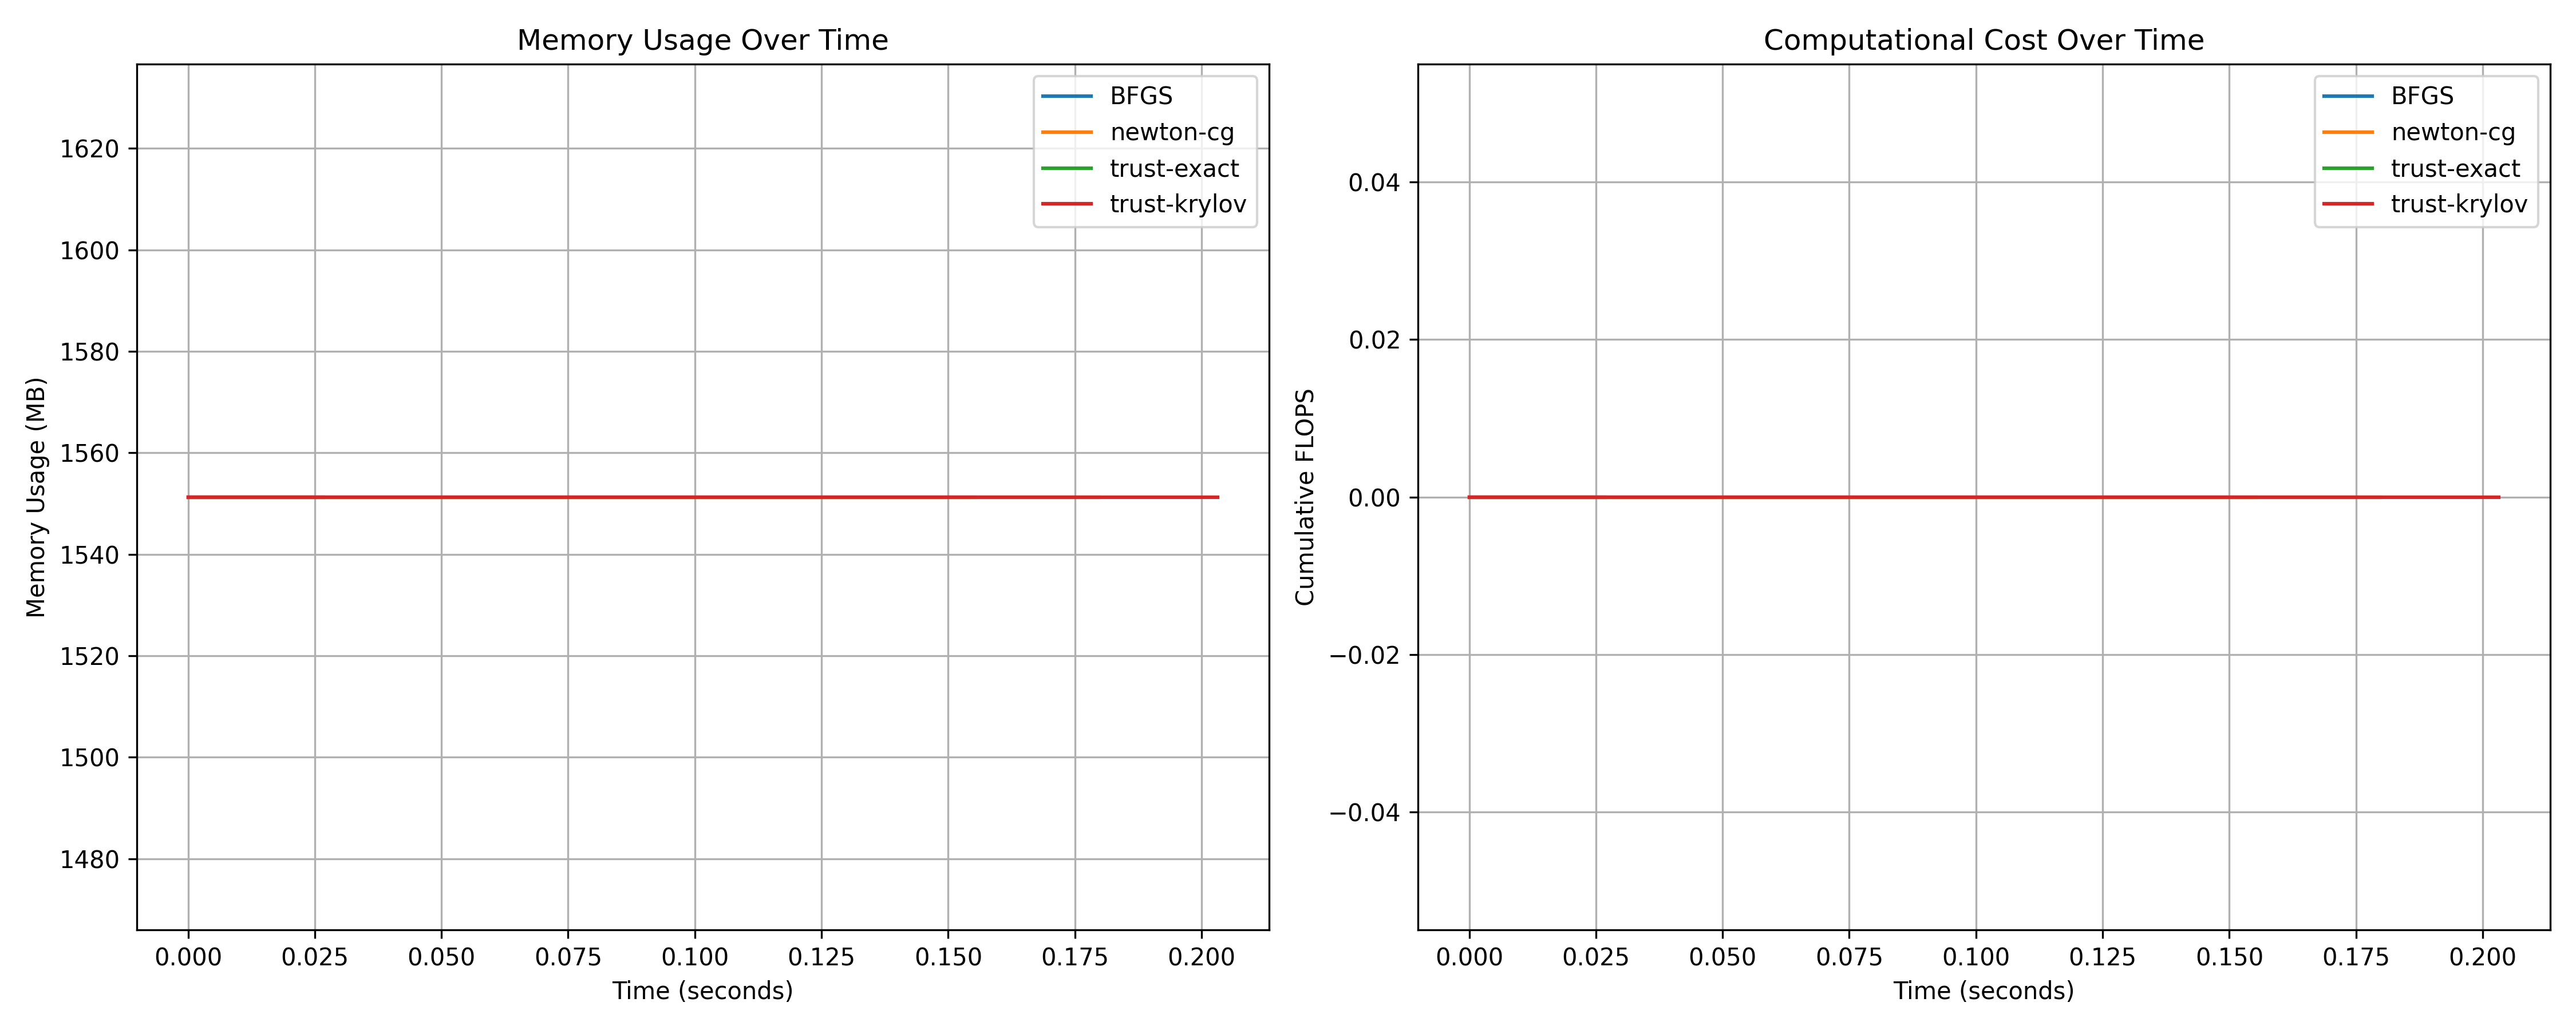 Memory Usage Over Time
Memory Usage (MB)
1620
1600
1580
1560
1540
1520
1500
1480
BFGS
newton-cg
trust-exact
trust-krylov
0.000 0.025 0.050 0.075 0.100 0.125 0.150 0.175 0.200
Time (seconds)
Computational Cost Over Time
Cumulative FLOPS
0.04
0.02
0.00
−0.02
−0.04
BFGS
newton-cg
trust-exact
trust-krylov
0.000 0.025 0.050 0.075 0.100 0.125 0.150 0.175 0.200
Time (seconds)